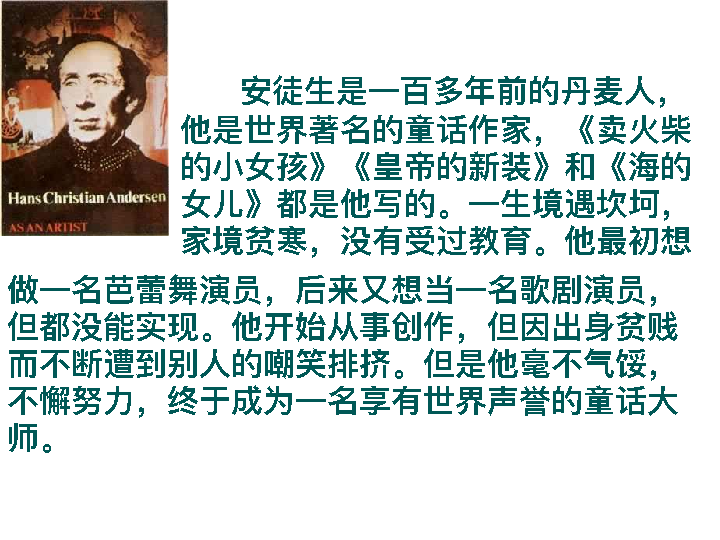 Hans Christian Andersen
AS AN ARTIST
安徒生是一百多年前的丹麦人，
他是世界著名的童话作家，《卖火柴
的小女孩》《皇帝的新装》和《海的
女儿》都是他写的。一生境遇坎坷，
家境贫寒，没有受过教育。他最初想
做一名芭蕾舞演员，后来又想当一名歌剧演员，
但都没能实现。他开始从事创作，但因出身贫贱
而不断遭到别人的嘲笑排挤。但是他毫不气馁，
不懈努力，终于成为一名享有世界声誉的童话大
师。